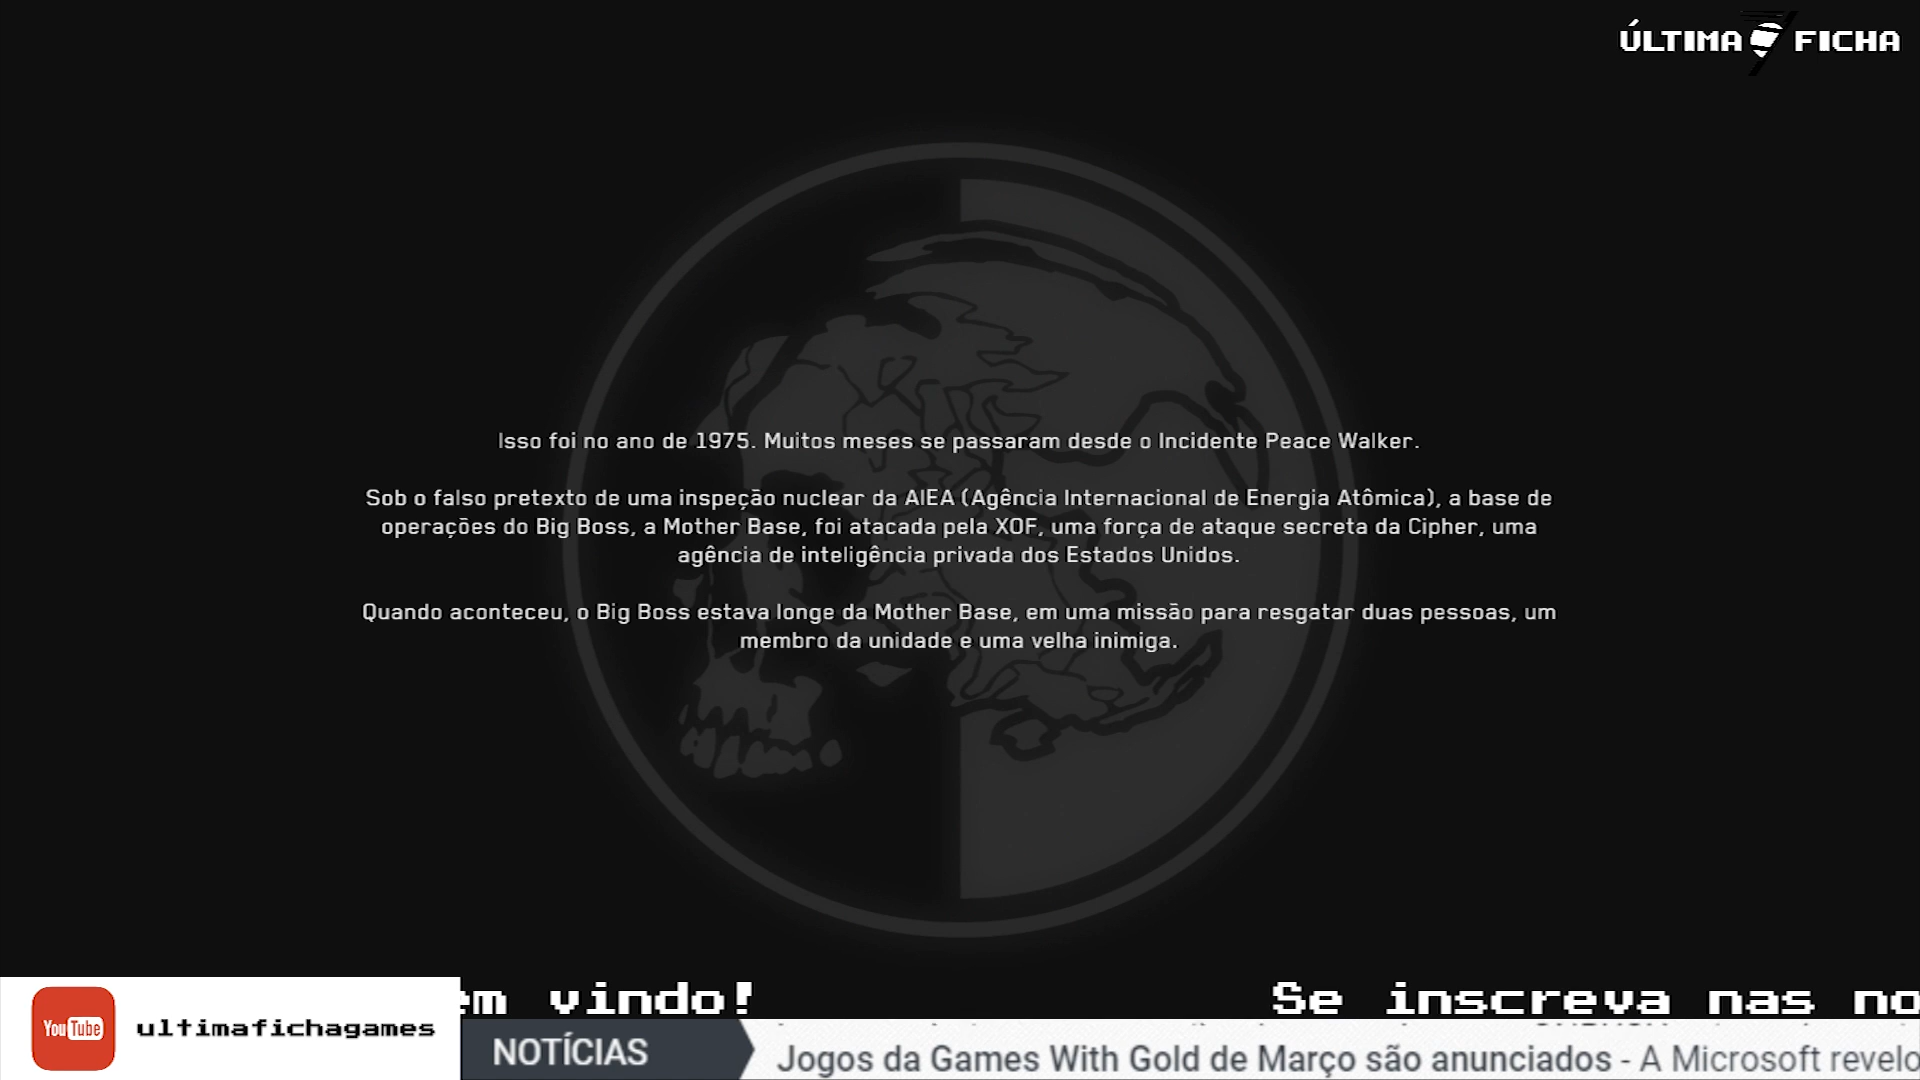 ÚLTIMA FICHA
Isso foi no ano de 1975. Muitos meses se passaram desde o Incidente Peace Walker.
Sob o falso pretexto de uma inspeção nuclear da AIEA (Agência Internacional de Energia Atômica), a base de
operações do Big Boss, a Mother Base, foi atacada pela XOF, uma força de ataque secreta da Cipher, uma
agência de inteligência privada dos Estados Unidos.
Quando aconteceu, o Big Boss estava longe da Mother Base, em uma missão para resgatar duas pessoas, um
membro da unidade e uma velha inimiga.
em vindo! Se inscreva nas no
YouTube ultimafichagames
NOTÍCIAS
Jogos da Games With Gold de Março são anunciados - A Microsoft revelo